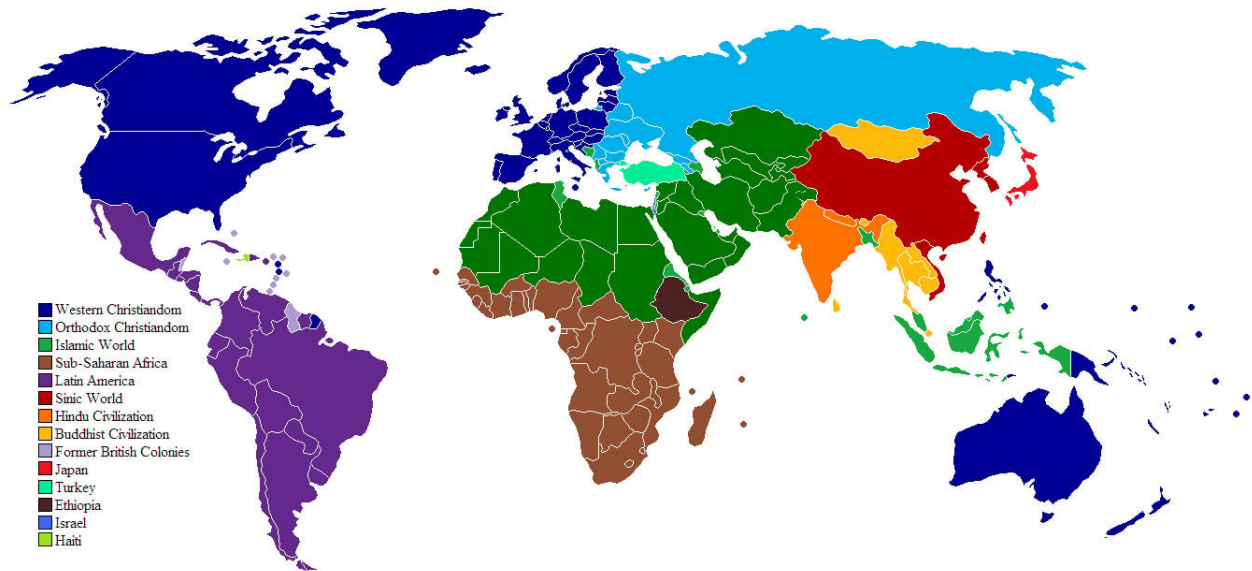 Western Christiandom
Orthodox Christiandom
Islamic World
Sub-Saharan Africa
Latin America
Sinic World
Hindu Civilization
Buddhist Civilization
Former British Colonies
Japan
Turkey
Ethiopia
Israel
Haiti